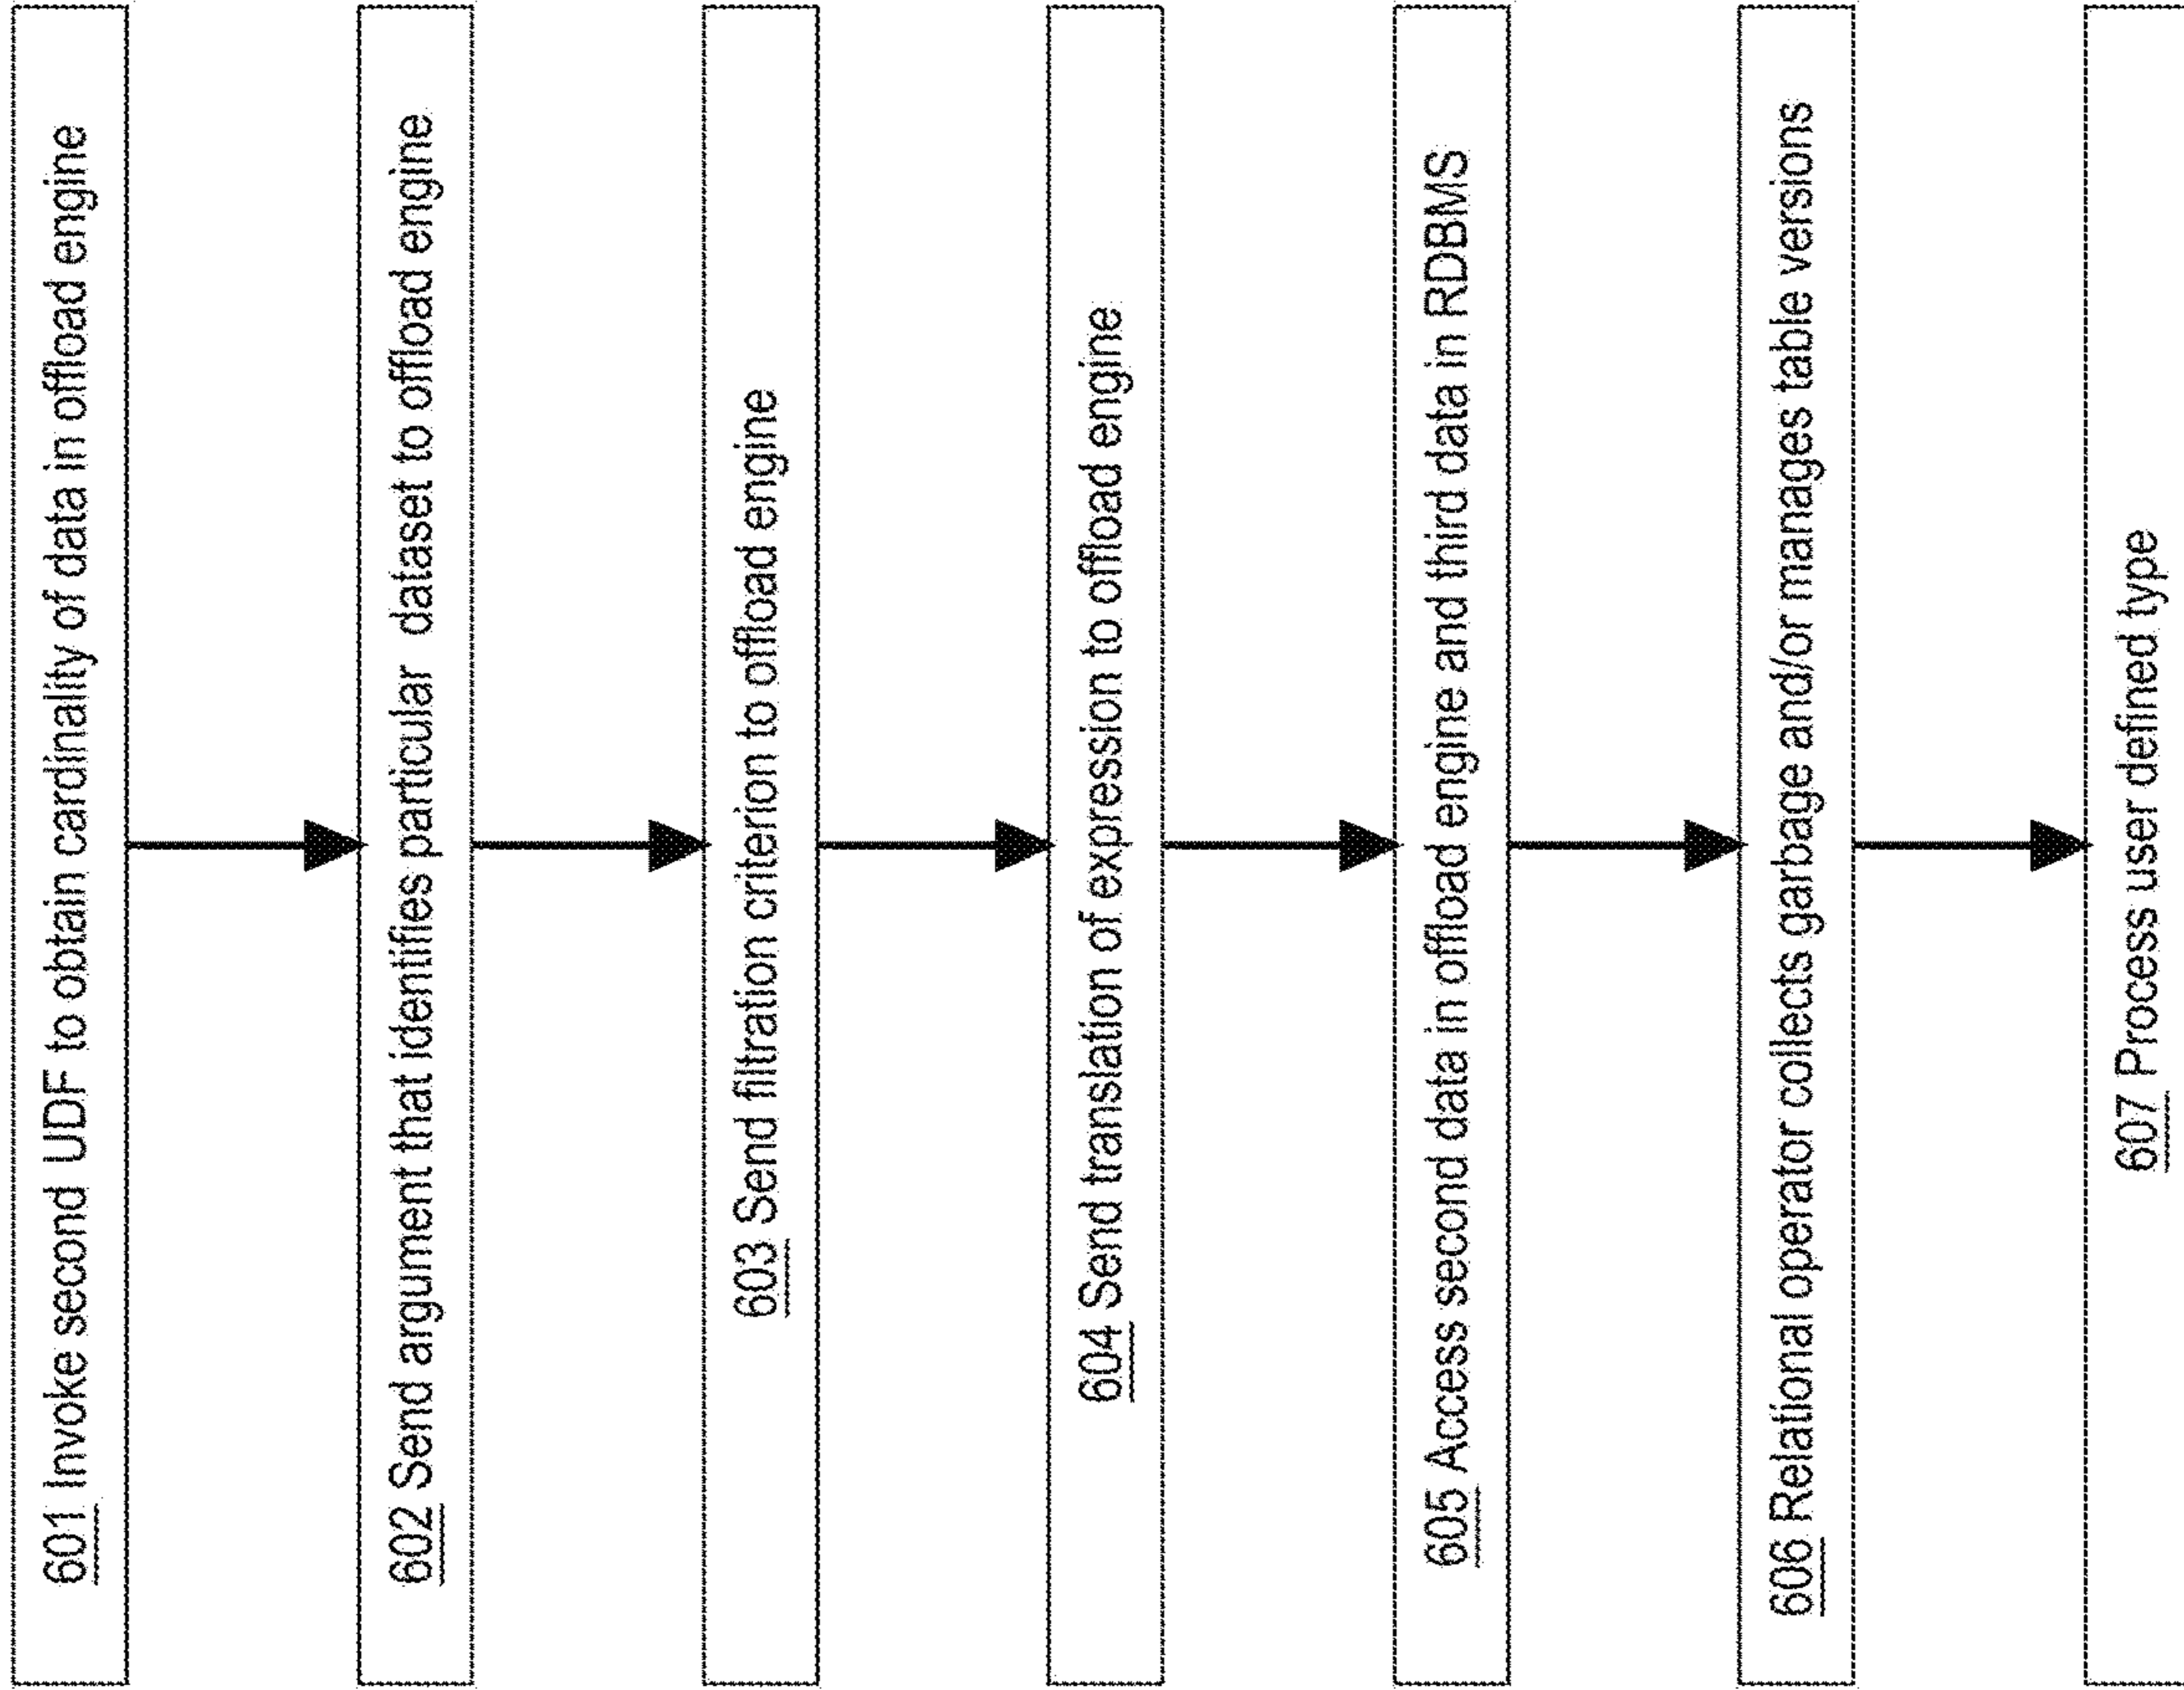 601 Invoke second UDF to obtain cardinality of data in offload engine
602 Send argument that identifies particular dataset to offload engine
603 Send filtration criterion to offload engine
604 Send translation of expression to offload engine
605 Access second data in offload engine and third data in RDBMS
606 Relational operator collects garbage and/or manages table versions
607 Process user defined type